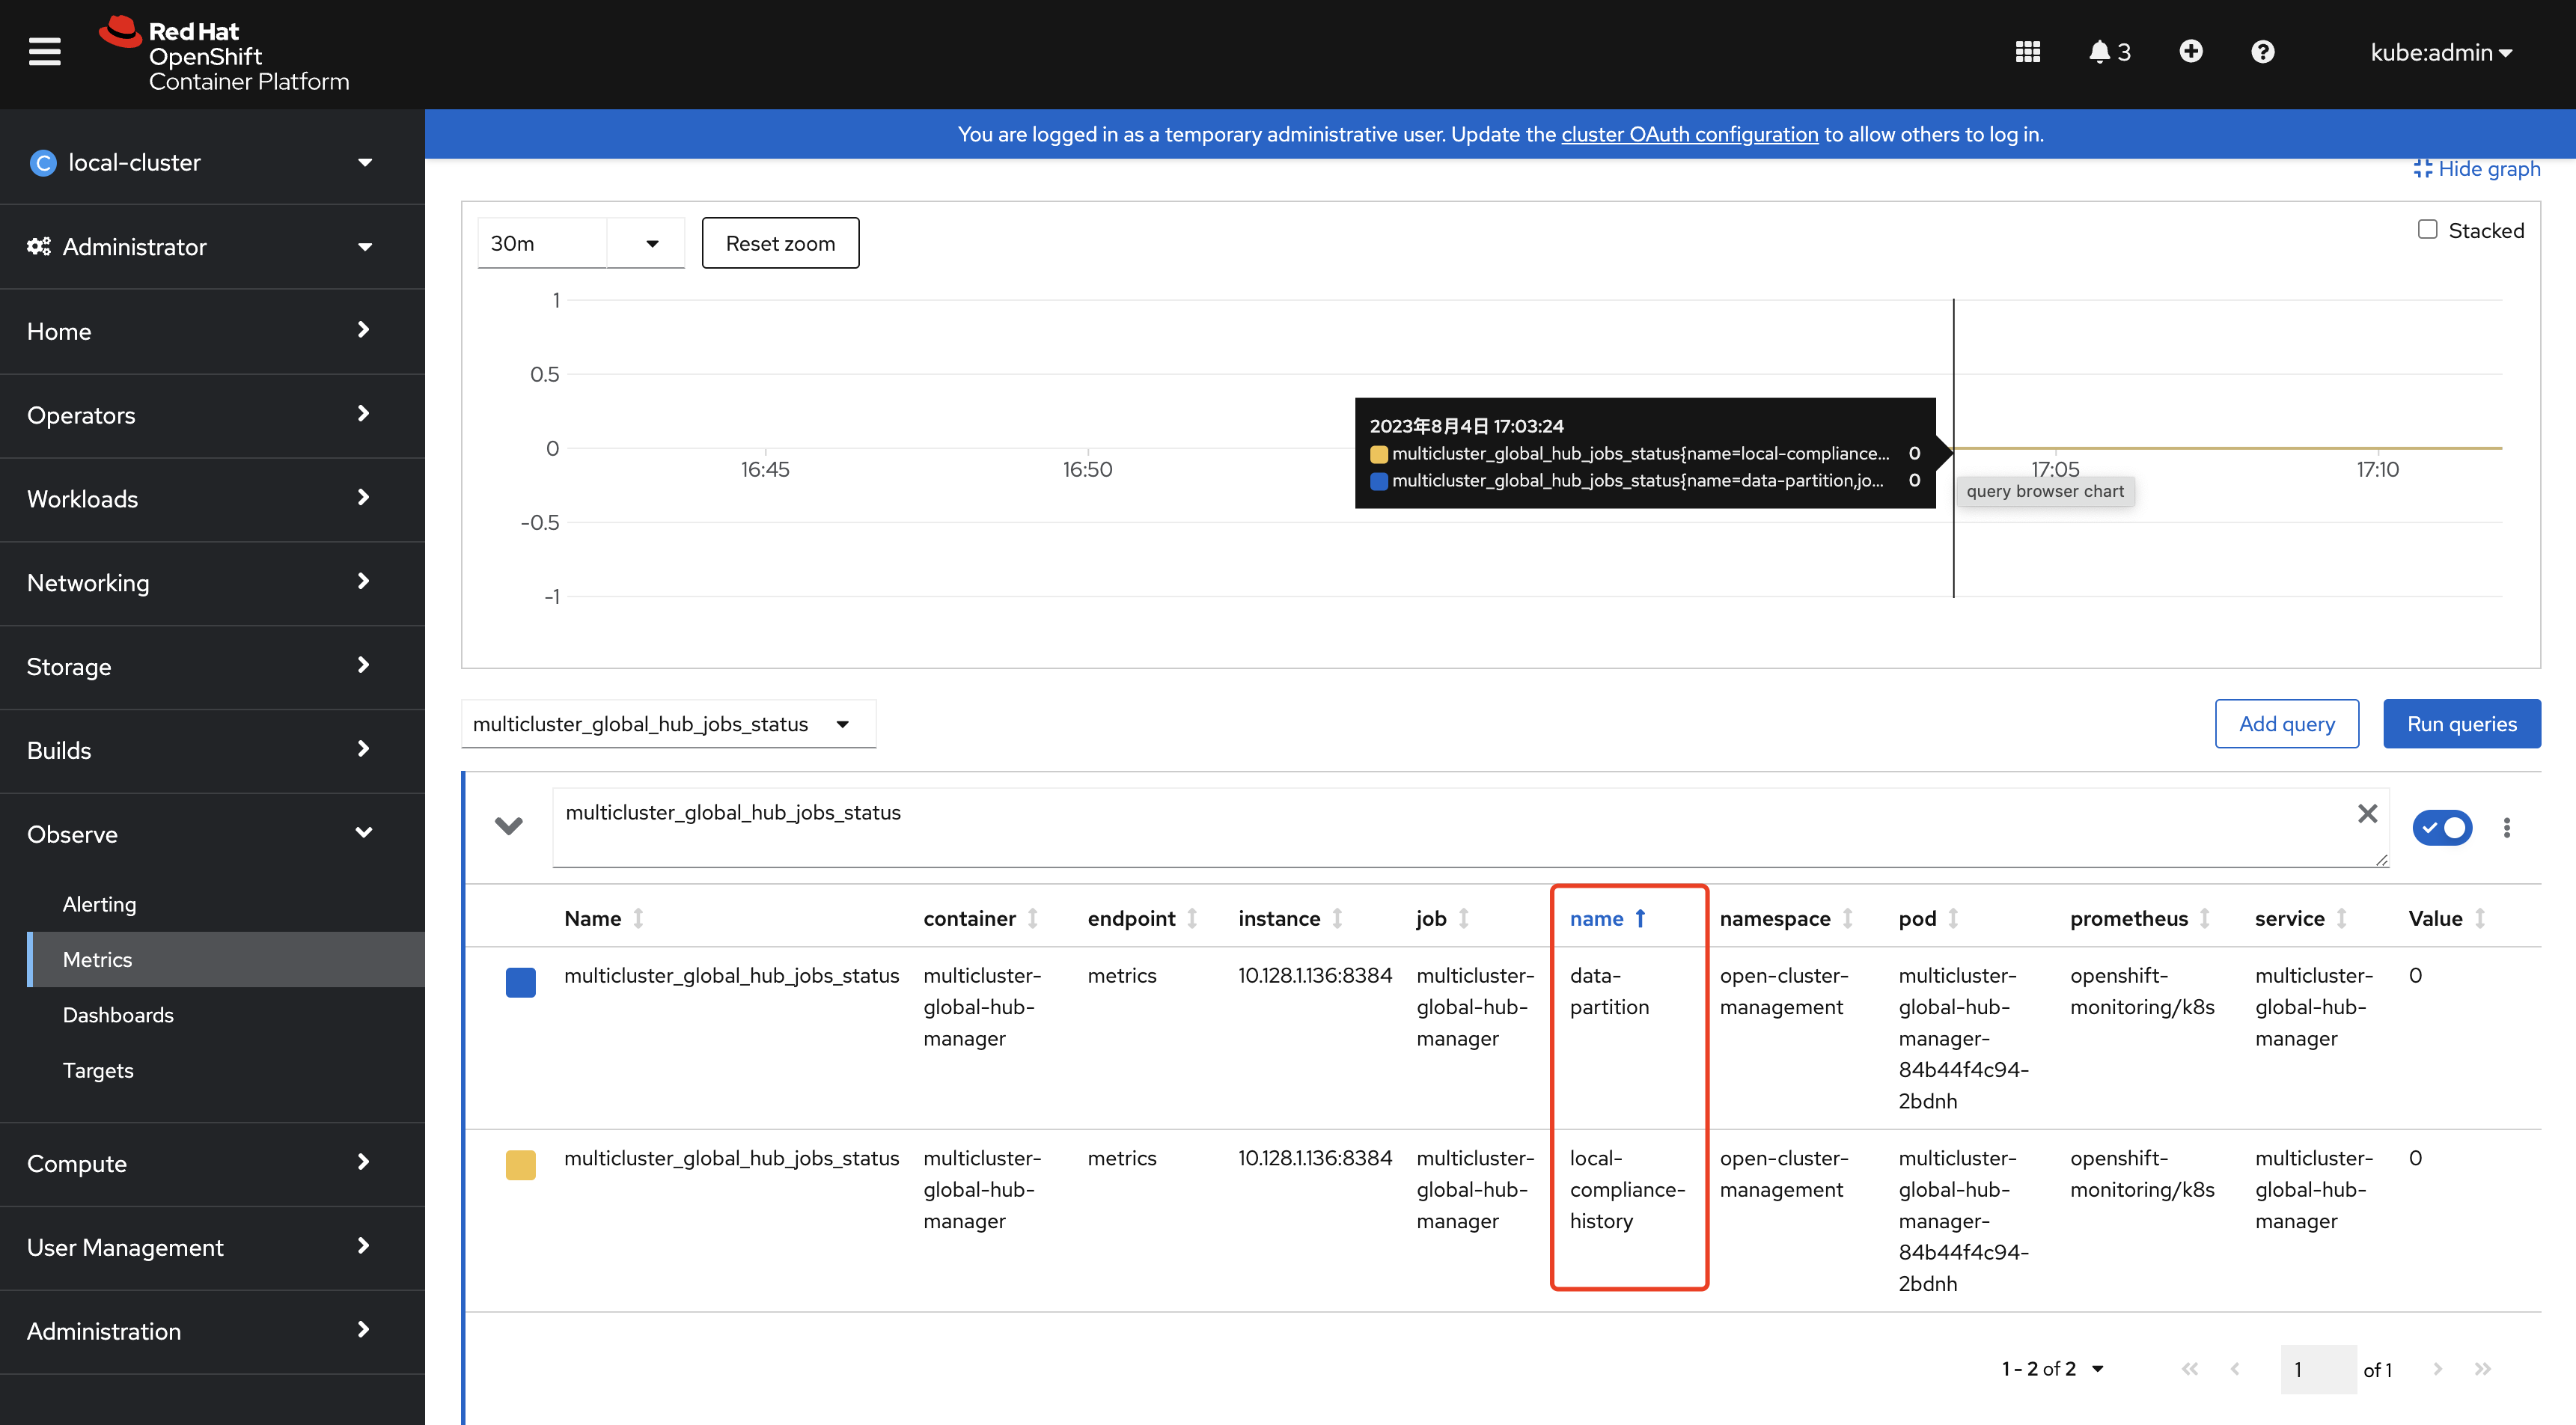 Red Hat
OpenShift
Container Platform
3
kube:admin
You are logged in as a temporary administrative user. Update the cluster OAuth configuration to allow others to log in.
local-cluster
C
Administrator
Home
Operators
Workloads
Networking
Storage
Builds
Observe
Alerting
Metrics
Dashboards
Targets
Compute
User Management
Administration
Hide graph
30m
Reset zoom
Stacked
1
0.5
0
-0.5
-1
16:45
16:50
17:05
17:10
2023年8月4日 17:03:24
multicluster_global_hub_jobs_status{name=local-compliance... 0
multicluster_global_hub_jobs_status{name=data-partition,jo... 0
query browser chart
multicluster_global_hub_jobs_status
Add query
Run queries
multicluster_global_hub_jobs_status
Name container endpoint instance job name namespace pod prometheus service Value
multicluster_global_hub_jobs_status
multicluster-
global-hub-
manager
metrics
10.128.1.136:8384
multicluster-
global-hub-
manager
data-
partition
open-cluster-
management
multicluster-
global-hub-
manager-
84b44f4c94-
2bdnh
openshift-
monitoring/k8s
multicluster-
global-hub-
manager
0
multicluster_global_hub_jobs_status
multicluster-
global-hub-
manager
metrics
10.128.1.136:8384
multicluster-
global-hub-
manager
local-
compliance-
history
open-cluster-
management
multicluster-
global-hub-
manager-
84b44f4c94-
2bdnh
openshift-
monitoring/k8s
multicluster-
global-hub-
manager
0
1 - 2 of 2
1 of 1